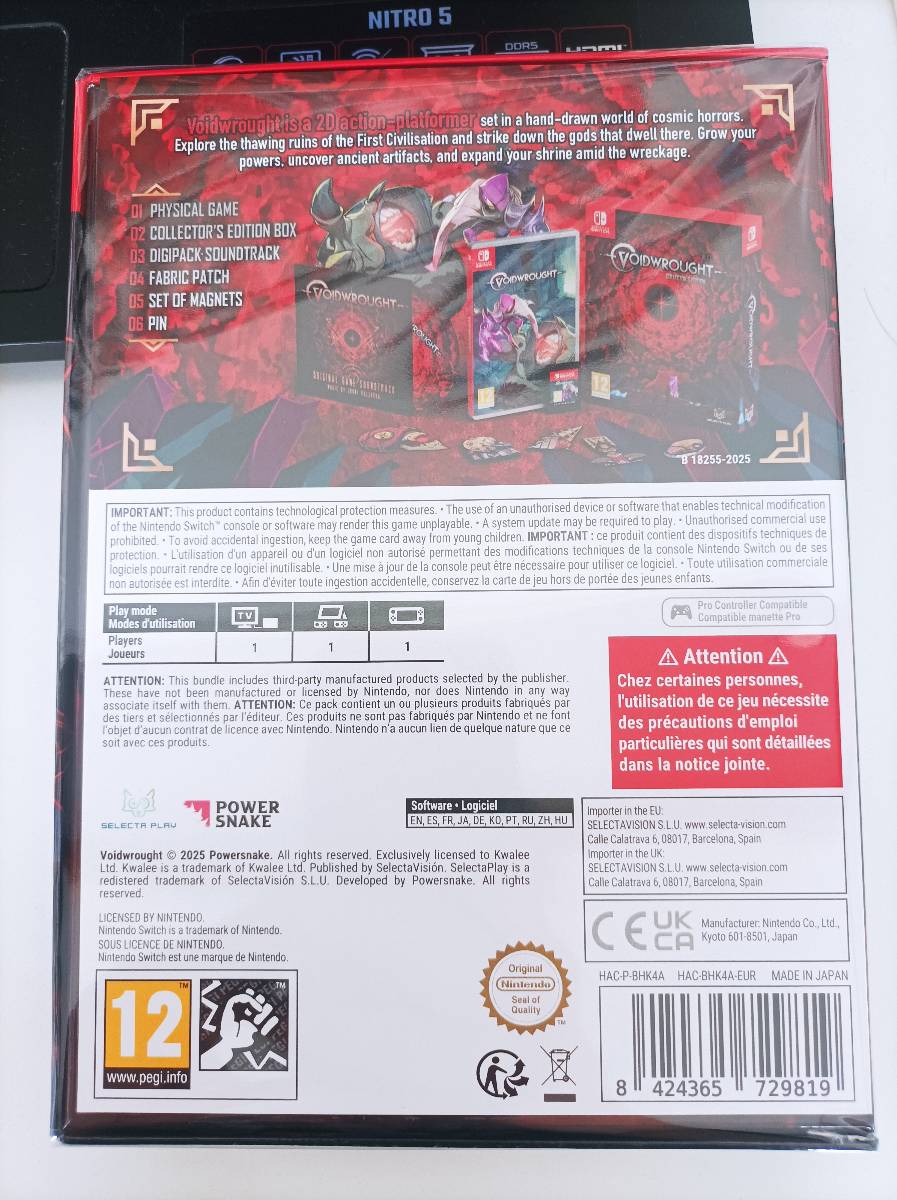 NITRO 5
DDR5
HDMI
Voidwrought is a 2D action-platformer set in a hand-drawn world of cosmic horrors.
Explore the thawing ruins of the First Civilisation and strike down the gods that dwell there. Grow your
powers, uncover ancient artifacts, and expand your shrine amid the wreckage.
01 PHYSICAL GAME
02 COLLECTOR'S EDITION BOX
03 DIGIPACK SOUNDTRACK
04 FABRIC PATCH
05 SET OF MAGNETS
06 PIN
VOIDWROUGHT
ORIGINAL GAME SOUNDTRACK
VOIDWROUGHT
12
VOIDWROUGHT
12
VOIDWROUGHT
B 18255-2025
IMPORTANT: This product contains technological protection measures. • The use of an unauthorised device or software that enables technical modification
of the Nintendo Switch™ console or software may render this game unplayable. • A system update may be required to play. • Unauthorised commercial use
prohibited. • To avoid accidental ingestion, keep the game card away from young children. IMPORTANT : ce produit contient des dispositifs techniques de
protection. • L'utilisation d'un appareil ou d'un logiciel non autorisé permettant des modifications techniques de la console Nintendo Switch ou de ses
logiciels pourrait rendre ce logiciel inutilisable. • Une mise à jour de la console peut être nécessaire pour utiliser ce logiciel. • Toute utilisation commerciale
non autorisée est interdite. • Afin d'éviter toute ingestion accidentelle, conservez la carte de jeu hors de portée des jeunes enfants.
Play mode
Modes d'utilisation
TV
Players
Joueurs
1 1 1
Pro Controller Compatible
Compatible manette Pro
ATTENTION: This bundle includes third-party manufactured products selected by the publisher.
These have not been manufactured or licensed by Nintendo, nor does Nintendo in any way
associate itself with them. ATTENTION: Ce pack contient un ou plusieurs produits fabriqués par
des tiers et sélectionnés par l'éditeur. Ces produits ne sont pas fabriqués par Nintendo et ne font
l'objet d'aucun contrat de licence avec Nintendo. Nintendo n'a aucun lien de quelque nature que ce
soit avec ces produits.
Attention
Chez certaines personnes,
l'utilisation de ce jeu nécessite
des précautions d'emploi
particulières qui sont détaillées
dans la notice jointe.
SELECTA PLAY
POWER
SNAKE
Software • Logiciel
EN, ES, FR, JA, DE, KO, PT, RU, ZH, HU
Voidwrought © 2025 Powersnake. All rights reserved. Exclusively licensed to Kwalee
Ltd. Kwalee is a trademark of Kwalee Ltd. Published by SelectaVisión. SelectaPlay is a
redistered trademark of SelectaVisión S.L.U. Developed by Powersnake. All rights
reserved.
Importer in the EU:
SELECTAVISION S.L.U. www.selecta-vision.com
Calle Calatrava 6, 08017, Barcelona, Spain
Importer in the UK:
SELECTAVISION S.L.U. www.selecta-vision.com
Calle Calatrava 6, 08017, Barcelona, Spain
LICENSED BY NINTENDO.
Nintendo Switch is a trademark of Nintendo.
SOUS LICENCE DE NINTENDO.
Nintendo Switch est une marque de Nintendo.
CE UK
CA
Manufacturer: Nintendo Co., Ltd.,
Kyoto 601-8501, Japan
HAC-P-BHK4A HAC-BHK4A-EUR MADE IN JAPAN
12
www.pegi.info
Original
Nintendo
Seal of
Quality
8 424365 729819